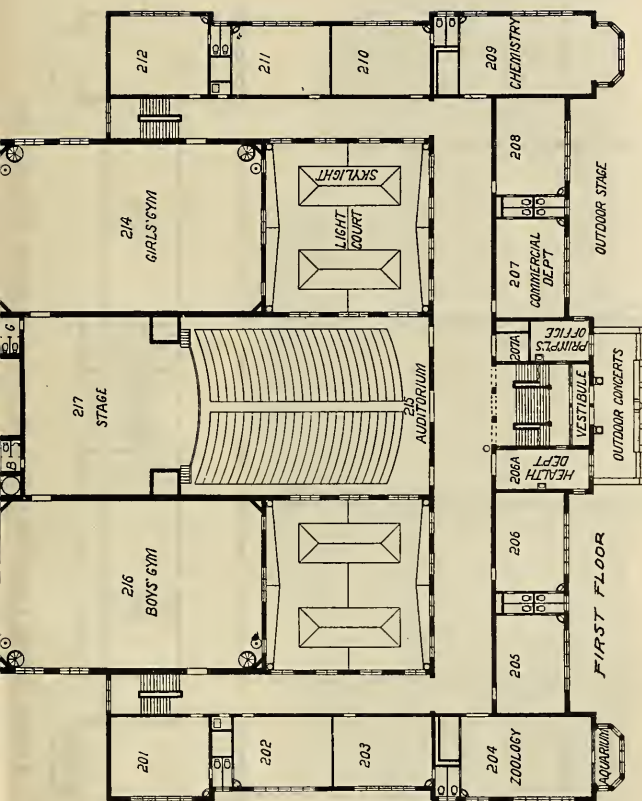 212
211
210
209
CHEMISTRY
214
GIRLS' GYM
SKYLIGHT
LIGHT
COURT
208
207
COMMERCIAL
DEPT
OUTDOOR STAGE
G
217
STAGE
215
AUDITORIUM
207A
PRINPL'S
OFFICE
VESTIBULE
OUTDOOR CONCERTS
B
206A
HEALTH
DEPT
216
BOYS' GYM
206
205
FIRST FLOOR
201
202
203
204
ZOOLOGY
AQUARIUM